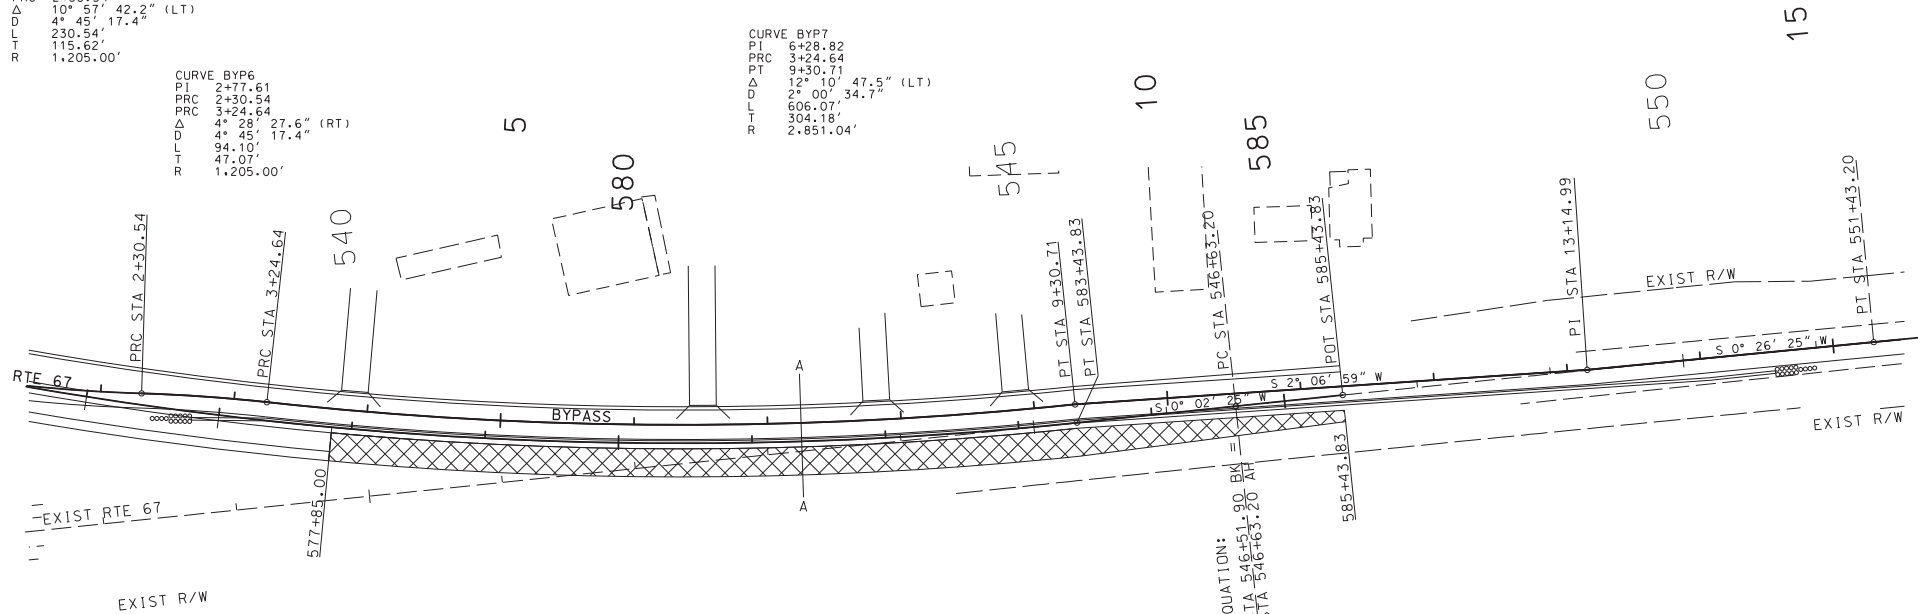 Δ 10° 57' 42.2" (LT)
D 4° 45' 17.4"
L 230.54'
T 115.62'
R 1,205.00'
CURVE BYP6
PI 2+77.61
PRC 2+30.54
PRC 3+24.64
Δ 4° 28' 27.6" (RT)
D 4° 45' 17.4"
L 94.10'
T 47.07'
R 1,205.00'
CURVE BYP7
PI 6+28.82
PRC 3+24.64
PT 9+30.71
Δ 12° 10' 47.5" (LT)
D 2° 00' 34.7"
L 606.07'
T 304.18'
R 2,851.04'
5
10
15
580
585
540
545
550
PRC STA 2+30.54
PRC STA 3+24.64
PT STA 9+30.71
PT STA 583+43.83
PC STA 546+63.20
POT STA 585+43.83
PI STA 13+14.99
PT STA 551+43.20
EXIST R/W
RTE 67
BYPASS
S 0° 02' 25" W
S 2° 06' 59" W
S 0° 26' 25" W
A
A
EXIST R/W
EXIST RTE 67
577+85.00
585+43.83
EXIST R/W
QUATION:
TA 546+51.90 BK =
STA 546+63.20 AH